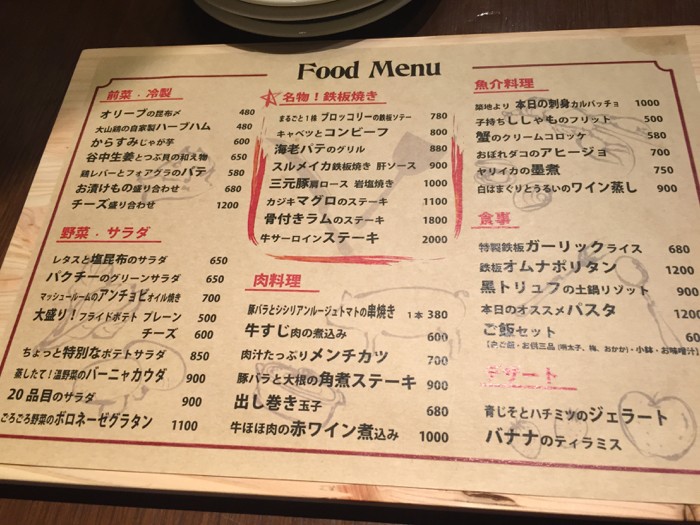 Food Menu
前菜・冷製
オリーブの昆布〆 480
大山鶏の自家製ハーブハム 480
からすみじゃが芋 600
谷中生姜とつぶ貝の和え物 650
鶏レバーとフォアグラのパテ 580
お漬けもの盛り合わせ 680
チーズ盛り合わせ 1200
野菜・サラダ
レタスと塩昆布のサラダ 650
パクチーのグリーンサラダ 650
マッシュルームのアンチョビオイル焼き 700
大盛り！フライドポテト プレーン 500
チーズ 600
ちょっと特別なポテトサラダ 850
蒸したて！温野菜のバーニャカウダ 900
20品目のサラダ 900
ごろごろ野菜のボロネーゼグラタン 1100
名物！鉄板焼き
まるごと！1株 ブロッコリーの鉄板ソテー 780
キャベツとコンビーフ 800
海老パテのグリル 880
スルメイカ鉄板焼き 肝ソース 900
三元豚肩ロース 岩塩焼き 1000
カジキマグロのステーキ 1100
骨付きラムのステーキ 1800
牛サーロインステーキ 2000
肉料理
豚バラとシシリアンルージュトマトの串焼き 1本 380
牛すじ肉の煮込み 600
肉汁たっぷりメンチカツ 700
豚バラと大根の角煮ステーキ 900
出し巻き玉子 680
牛ほほ肉の赤ワイン煮込み 1000
魚介料理
築地より 本日の刺身カルパッチョ 1000
子持ちししゃものフリット 500
蟹のクリームコロッケ 580
おぼれダコのアヒージョ 700
ヤリイカの墨煮 750
白はまぐりとうるいのワイン蒸し 900
食事
特製鉄板ガーリックライス 680
鉄板オムナポリタン 1200
黒トリュフの土鍋リゾット 900
本日のオススメパスタ 1200
ご飯セット 60
・お供三品（明太子、梅、おかか）・小鉢・お味噌汁
デザート
青じそとハチミツのジェラート
バナナのティラミス